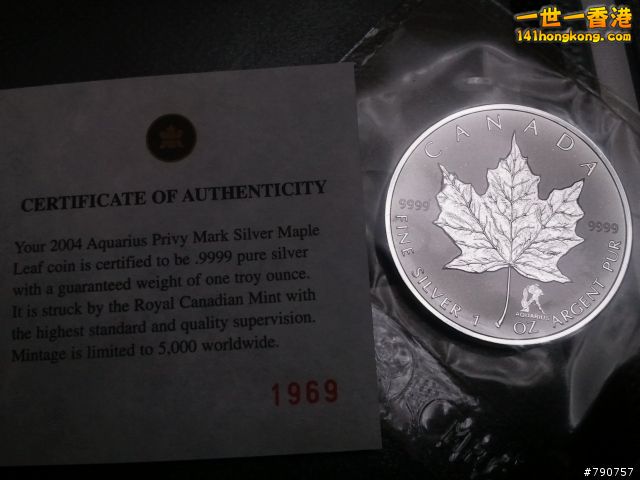 一世一香港
141hongkong.com
CERTIFICATE OF AUTHENTICITY
Your 2004 Aquarius Privy Mark Silver Maple
Leaf coin is certified to be .9999 pure silver
with a guaranteed weight of one troy ounce.
It is struck by the Royal Canadian Mint with
the highest standard and quality supervision.
Mintage is limited to 5,000 worldwide.
1969
CANADA
9999
9999
FINE SILVER 1 OZ ARGENT PUR
AQUARIUS
#790757